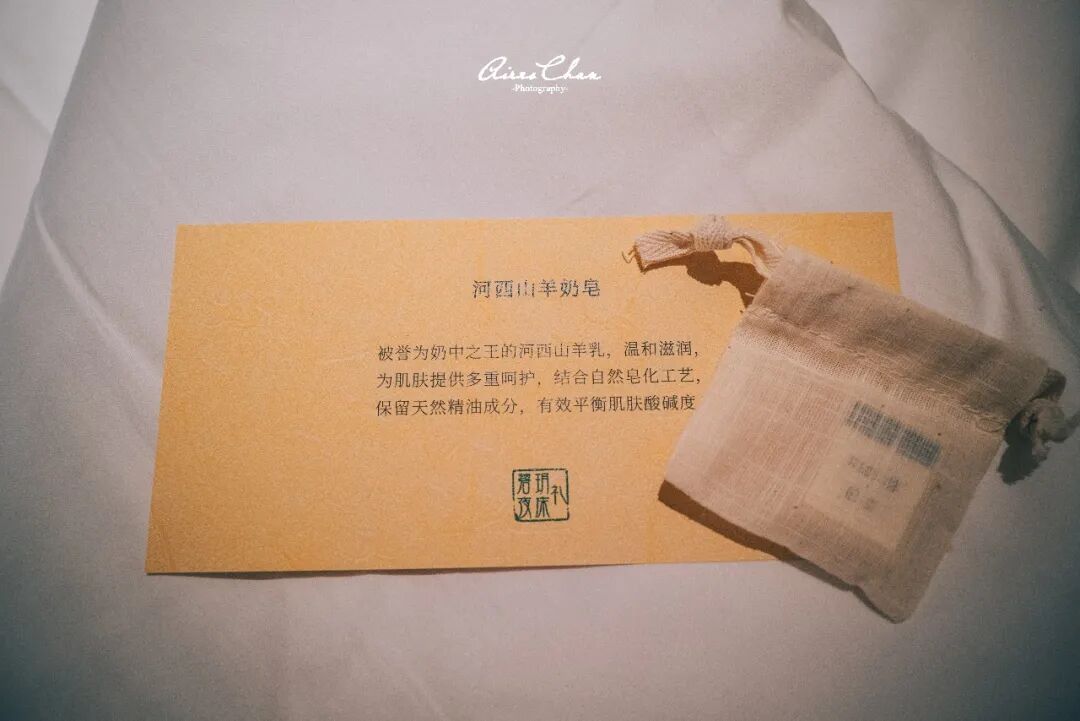 -Photography-
河西山羊奶皂
被誉为奶中之王的河西山羊乳，温和滋润，
为肌肤提供多重呵护，结合自然皂化工艺，
保留天然精油成分，有效平衡肌肤酸碱度